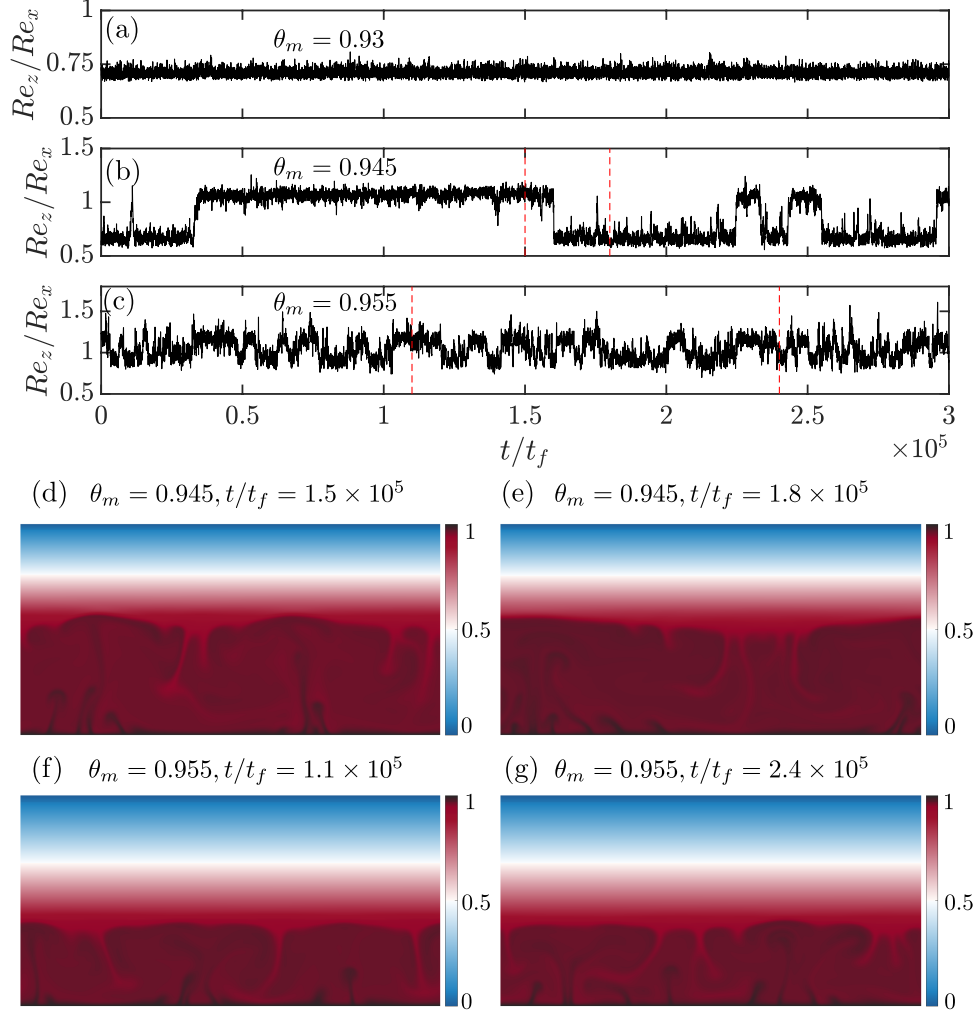 (a)
θ_m = 0.93
1
0.75
0.5
Re_z/Re_x
(b)
θ_m = 0.945
1.5
1
0.5
Re_z/Re_x
(c)
θ_m = 0.955
1.5
1
0.5
Re_z/Re_x
0 0.5 1 1.5 2 2.5 3
t/t_f
×10^5
(d) θ_m = 0.945, t/t_f = 1.5 × 10^5
1
0.5
0
(e) θ_m = 0.945, t/t_f = 1.8 × 10^5
1
0.5
0
(f) θ_m = 0.955, t/t_f = 1.1 × 10^5
1
0.5
0
(g) θ_m = 0.955, t/t_f = 2.4 × 10^5
1
0.5
0